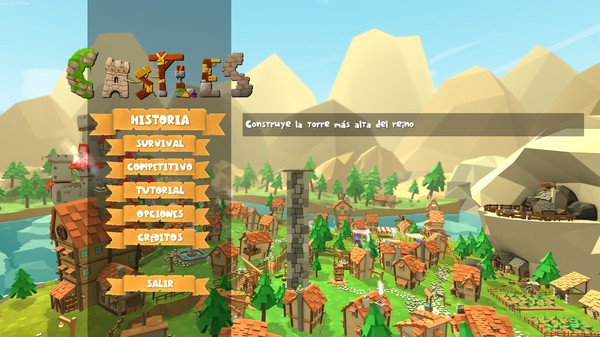 CASTLES
HISTORIA
Construye la torre más alta del reino
SURVIVAL
COMPETITIVO
TUTORIAL
OPCIONES
CRÉDITOS
SALIR